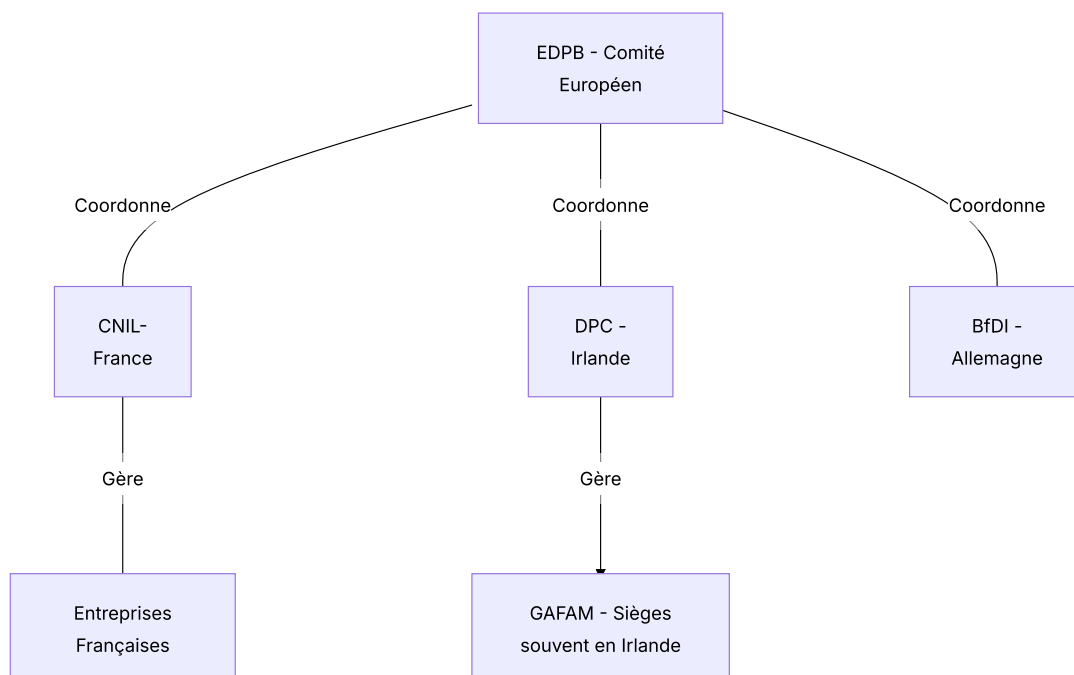 EDPB - Comité
Européen
Coordonne
Coordonne
Coordonne
CNIL-
France
DPC -
Irlande
BfDI -
Allemagne
Gère
Gère
Entreprises
Françaises
GAFAM - Sièges
souvent en Irlande